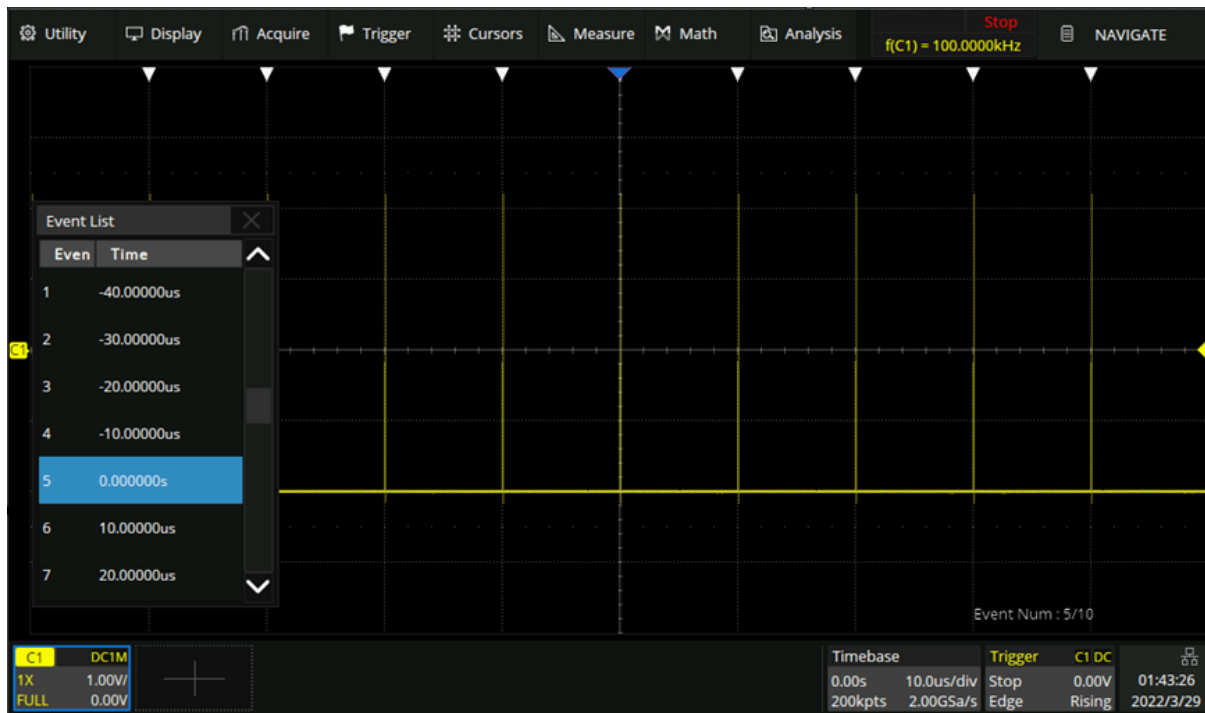 Utility Display Acquire Trigger Cursors Measure Math Analysis Stop NAVIGATE
f(C1) = 100.0000kHz
Event List
Even Time
1 -40.00000us
2 -30.00000us
C1
3 -20.00000us
4 -10.00000us
5 0.000000s
6 10.00000us
7 20.00000us
Event Num : 5/10
C1 DC1M
1X 1.00V/
FULL 0.00V
Timebase
0.00s 10.0us/div
200kpts 2.00GSa/s
Trigger C1 DC
Stop 0.00V
Edge Rising
01:43:26
2022/3/29